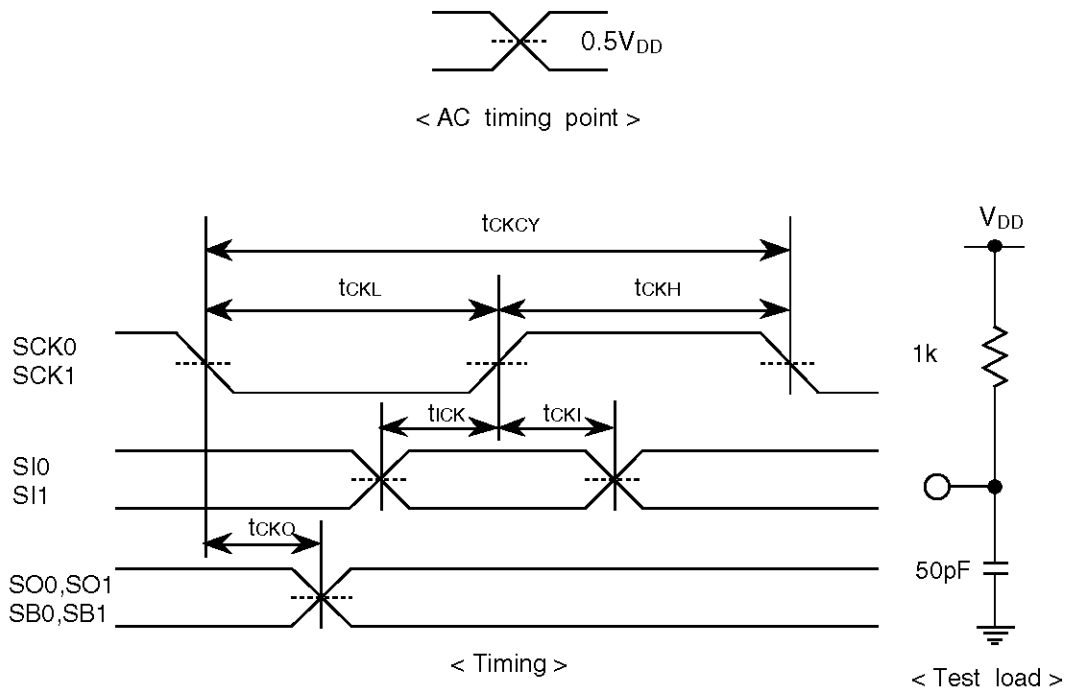 0.5VDD
< AC timing point >
tCKCY
VDD
tCKL
tCKH
SCK0
SCK1
1k
tICK
tCKI
SI0
SI1
tCKO
SO0,SO1
SB0,SB1
50pF
< Timing >
< Test load >